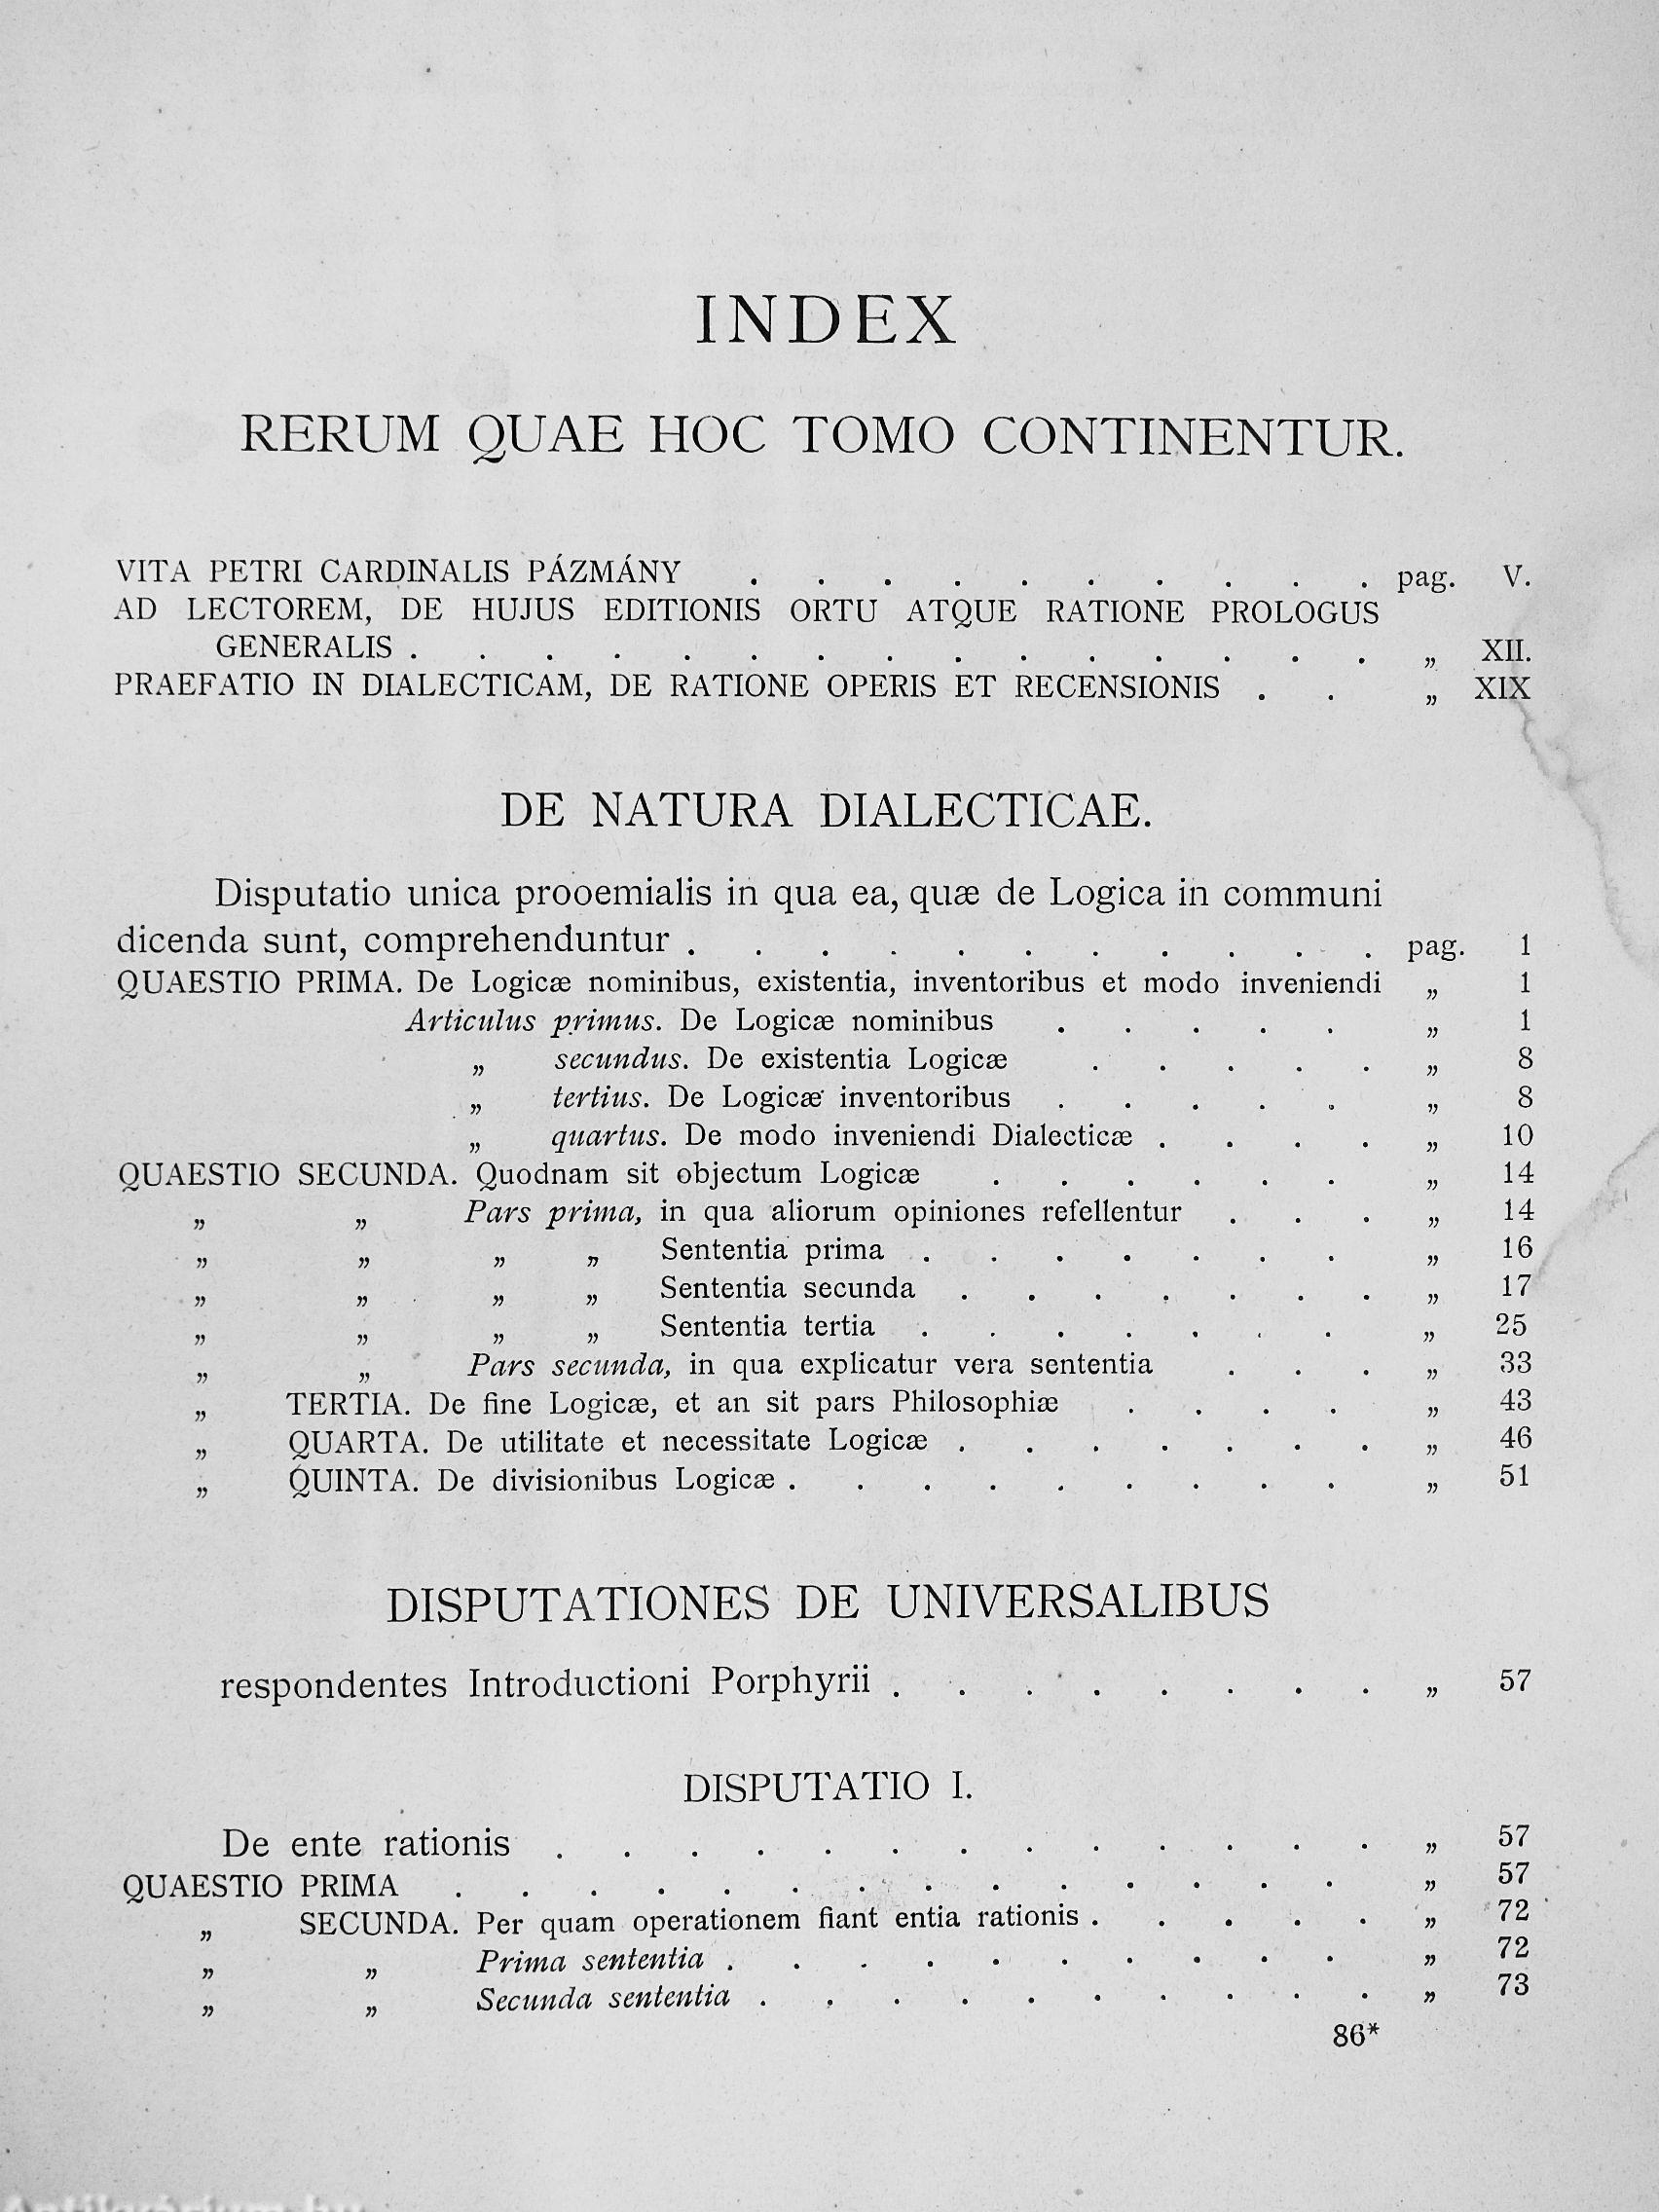 INDEX
RERUM QUAE HOC TOMO CONTINENTUR.
VITA PETRI CARDINALIS PÁZMÁNY . . . . . . . . . . pag. V.
AD LECTOREM, DE HUJUS EDITIONIS ORTU ATQUE RATIONE PROLOGUS
GENERALIS . . . . . . . . . . . . . . . „ XII.
PRAEFATIO IN DIALECTICAM, DE RATIONE OPERIS ET RECENSIONIS . . „ XIX
DE NATURA DIALECTICAE.
Disputatio unica prooemialis in qua ea, quæ de Logica in communi
dicenda sunt, comprehenduntur . . . . . . . . . . . pag. 1
QUAESTIO PRIMA. De Logicæ nominibus, existentia, inventoribus et modo inveniendi „ 1
Articulus primus. De Logicæ nominibus . . . . . „ 1
„ secundus. De existentia Logicæ . . . . . „ 8
„ tertius. De Logicæ inventoribus . . . . . „ 8
„ quartus. De modo inveniendi Dialecticæ . . . . „ 10
QUAESTIO SECUNDA. Quodnam sit objectum Logicæ . . . . . . „ 14
„ „ Pars prima, in qua aliorum opiniones refellentur . . . „ 14
„ „ „ „ Sententia prima . . . . . . . „ 16
„ „ „ „ Sententia secunda . . . . . . . „ 17
„ „ „ „ Sententia tertia . . . . . . . „ 25
„ „ Pars secunda, in qua explicatur vera sententia . . . „ 33
„ TERTIA. De fine Logicæ, et an sit pars Philosophiæ . . . . „ 43
„ QUARTA. De utilitate et necessitate Logicæ . . . . . . . „ 46
„ QUINTA. De divisionibus Logicæ . . . . . . . . . „ 51
DISPUTATIONES DE UNIVERSALIBUS
respondentes Introductioni Porphyrii . . . . . . . . „ 57
DISPUTATIO I.
De ente rationis . . . . . . . . . . . . . „ 57
QUAESTIO PRIMA . . . . . . . . . . . . . . „ 57
„ SECUNDA. Per quam operationem fiant entia rationis . . . . . „ 72
„ „ Prima sententia . . . . . . . . . . „ 72
„ „ Secunda sententia . . . . . . . . . . „ 73
86*